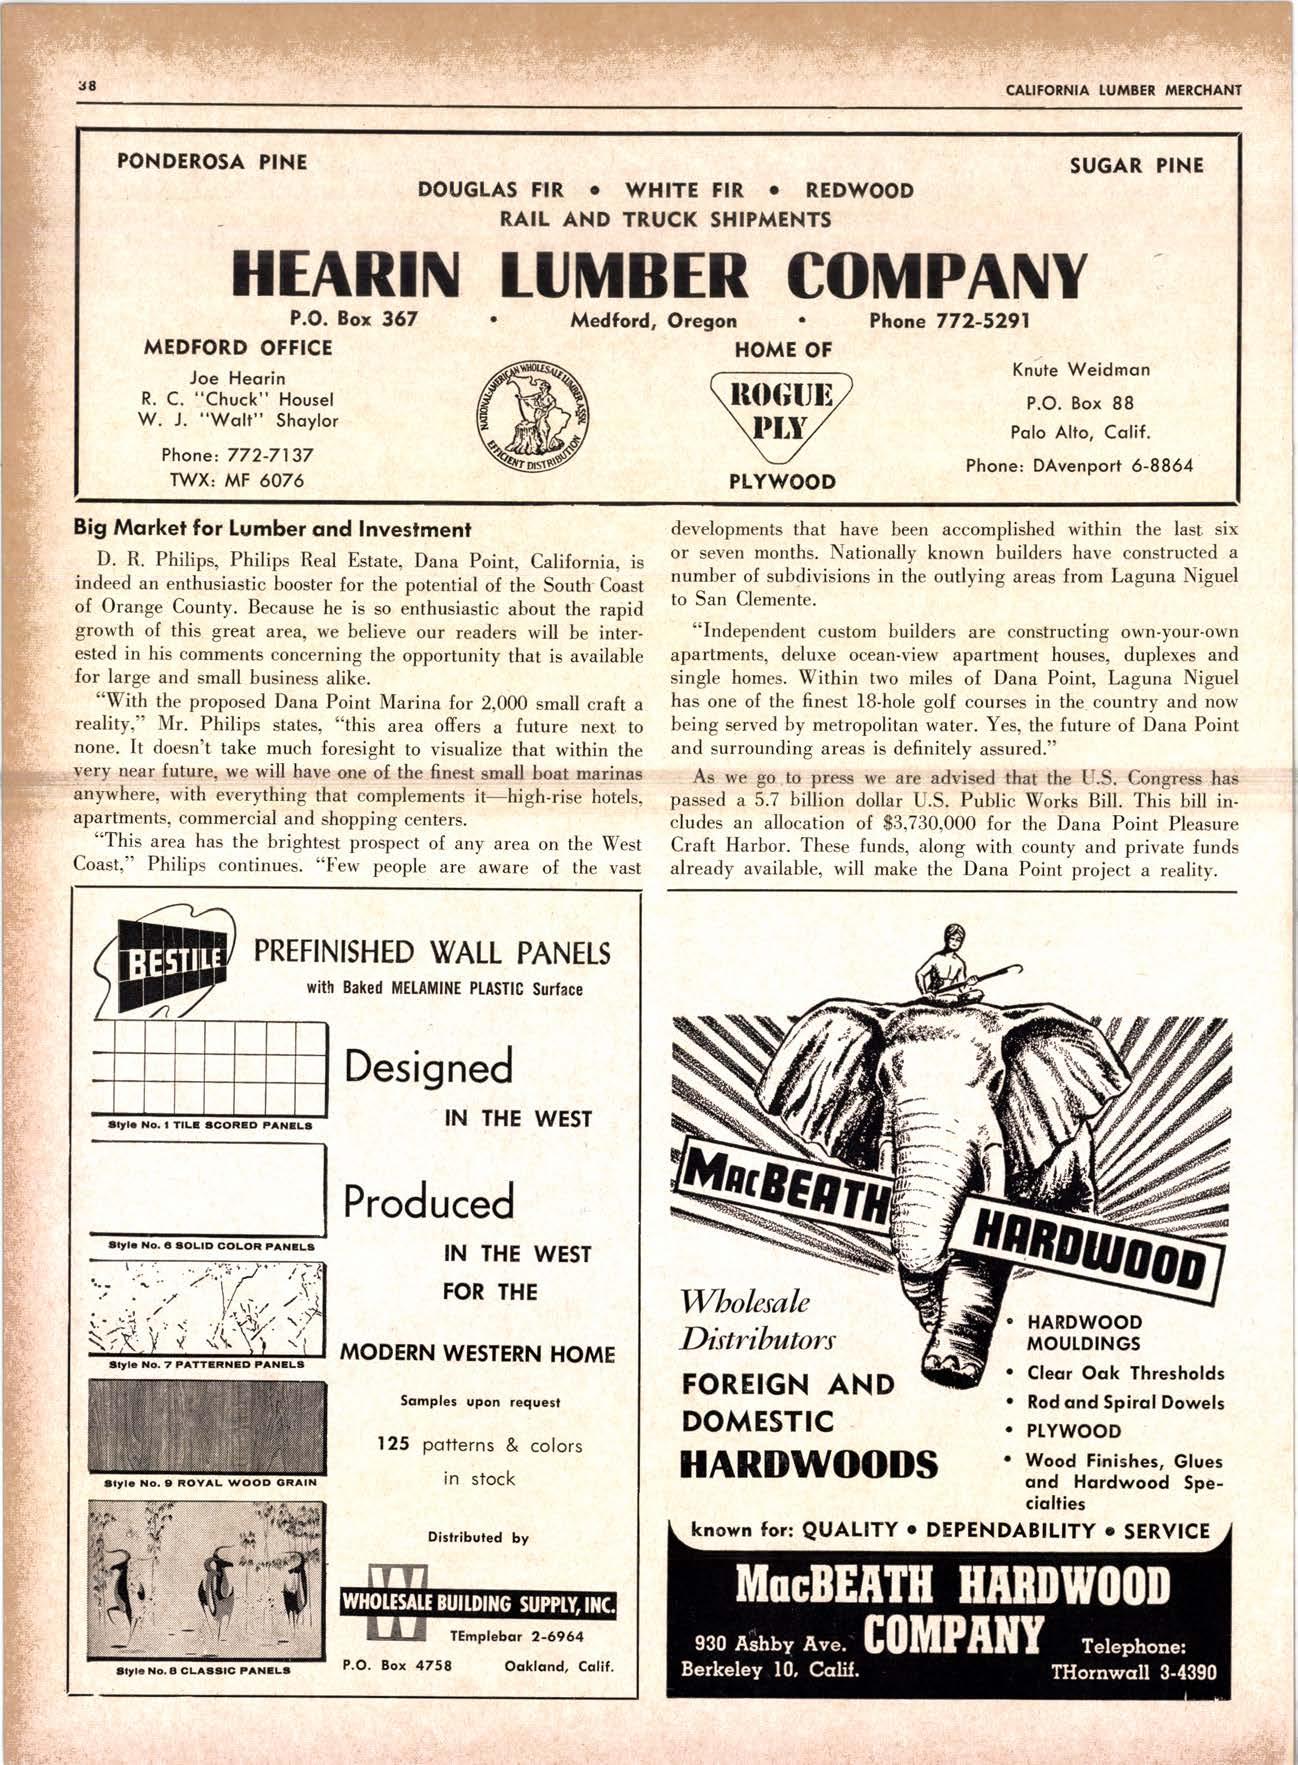 38
CALIFORNIA LUMBER MERCHANT
PONDEROSA PINE
SUGAR PINE
DOUGLAS FIR • WHITE FIR • REDWOOD
RAIL AND TRUCK SHIPMENTS
HEARIN LUMBER COMPANY
P.O. Box 367 • Medford, Oregon • Phone 772-5291
MEDFORD OFFICE
Joe Hearin
R. C. "Chuck" Housel
W. J. "Walt" Shaylor
Phone: 772-7137
TWX: MF 6076
NATIONAL-AMERICAN WHOLESALE LUMBER ASSN.
EFFICIENT DISTRIBUTION
HOME OF
ROGUE
PLY
PLYWOOD
Knute Weidman
P.O. Box 88
Palo Alto, Calif.
Phone: DAvenport 6-8864
Big Market for Lumber and Investment
D. R. Philips, Philips Real Estate, Dana Point, California, is
indeed an enthusiastic booster for the potential of the South Coast
of Orange County. Because he is so enthusiastic about the rapid
growth of this great area, we believe our readers will be inter-
ested in his comments concerning the opportunity that is available
for large and small business alike.
"With the proposed Dana Point Marina for 2,000 small craft a
reality," Mr. Philips states, "this area offers a future next to
none. It doesn't take much foresight to visualize that within the
very near future, we will have one of the finest small boat marinas
anywhere, with everything that complements it—high-rise hotels,
apartments, commercial and shopping centers.
"This area has the brightest prospect of any area on the West
Coast," Philips continues. "Few people are aware of the vast
developments that have been accomplished within the last six
or seven months. Nationally known builders have constructed a
number of subdivisions in the outlying areas from Laguna Niguel
to San Clemente.
"Independent custom builders are constructing own-your-own
apartments, deluxe ocean-view apartment houses, duplexes and
single homes. Within two miles of Dana Point, Laguna Niguel
has one of the finest 18-hole golf courses in the country and now
being served by metropolitan water. Yes, the future of Dana Point
and surrounding areas is definitely assured."
As we go to press we are advised that the U.S. Congress has
passed a 5.7 billion dollar U.S. Public Works Bill. This bill in-
cludes an allocation of $3,730,000 for the Dana Point Pleasure
Craft Harbor. These funds, along with county and private funds
already available, will make the Dana Point project a reality.
BESTILE
PREFINISHED WALL PANELS
with Baked MELAMINE PLASTIC Surface
Style No. 1 TILE SCORED PANELS
Style No. 6 SOLID COLOR PANELS
Style No. 7 PATTERNED PANELS
Style No. 9 ROYAL WOOD GRAIN
Style No. 8 CLASSIC PANELS
Designed
IN THE WEST
Produced
IN THE WEST
FOR THE
MODERN WESTERN HOME
Samples upon request
125 patterns & colors
in stock
Distributed by
W
WHOLESALE BUILDING SUPPLY, INC.
TEmplebar 2-6964
P.O. Box 4758 Oakland, Calif.
MacBEATH
HARDWOOD
Wholesale
Distributors
FOREIGN AND
DOMESTIC
HARDWOODS
• HARDWOOD
MOULDINGS
• Clear Oak Thresholds
• Rod and Spiral Dowels
• PLYWOOD
• Wood Finishes, Glues
and Hardwood Spe-
cialties
known for: QUALITY • DEPENDABILITY • SERVICE
MacBEATH HARDWOOD
COMPANY
930 Ashby Ave.
Berkeley 10, Calif.
Telephone:
THornwall 3-4390